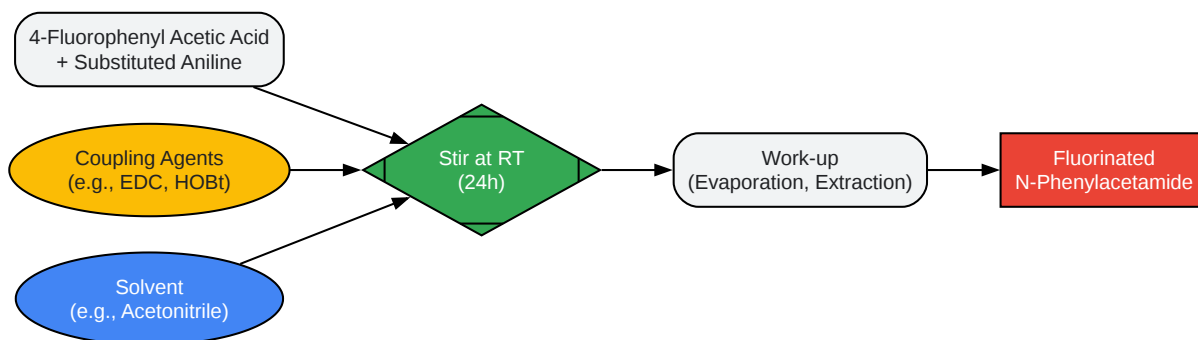 4-Fluorophenyl Acetic Acid
+ Substituted Aniline
Coupling Agents
(e.g., EDC, HOBt)
Solvent
(e.g., Acetonitrile)
Stir at RT
(24h)
Work-up
(Evaporation, Extraction)
Fluorinated
N-Phenylacetamide